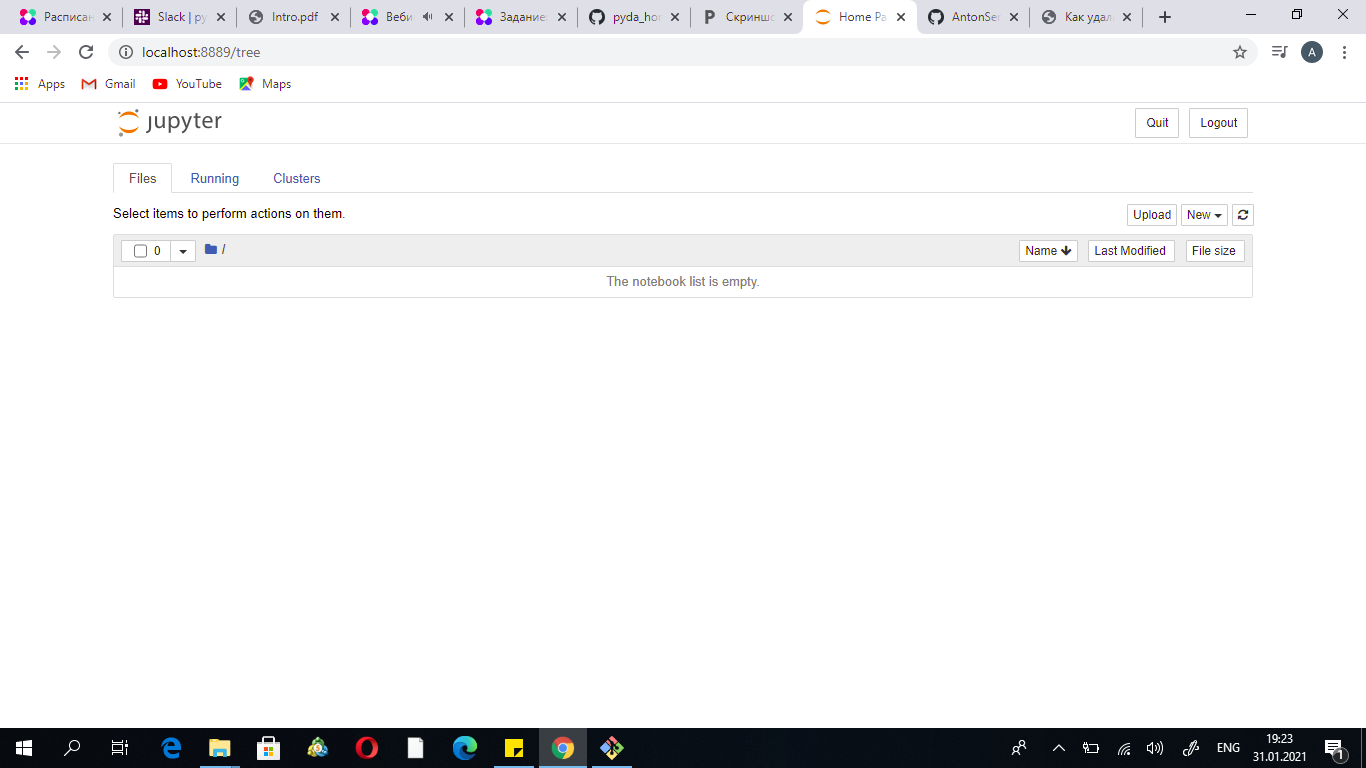 Расписан Slack | py Intro.pdf Веби Задание: pyda_hor Скриншо Home Pa AntonSer Как удал
localhost:8889/tree A
Apps Gmail YouTube Maps
jupyter Quit Logout
Files Running Clusters
Select items to perform actions on them. Upload New
0 / Name Last Modified File size
The notebook list is empty.
ENG 19:23
31.01.2021 1